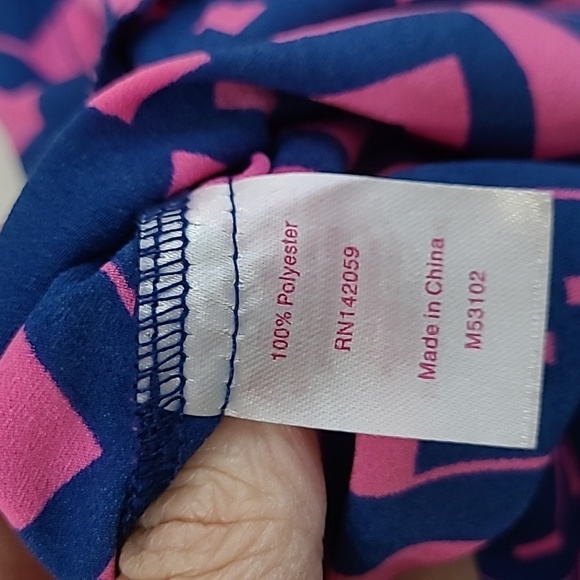 100% Polyester
RN142059
Made in China
M53102